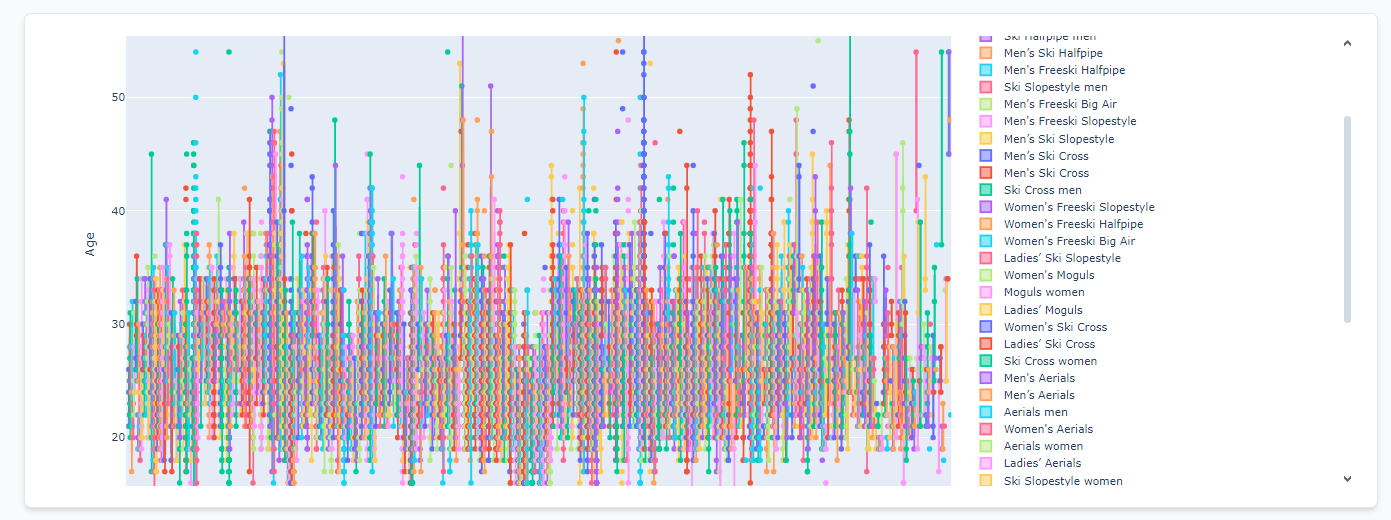 50
40
30
20
Age
Ski Halfpipe men
Men’s Ski Halfpipe
Men's Freeski Halfpipe
Ski Slopestyle men
Men's Freeski Big Air
Men's Freeski Slopestyle
Men’s Ski Slopestyle
Men’s Ski Cross
Men's Ski Cross
Ski Cross men
Women's Freeski Slopestyle
Women's Freeski Halfpipe
Women's Freeski Big Air
Ladies’ Ski Slopestyle
Women's Moguls
Moguls women
Ladies’ Moguls
Women's Ski Cross
Ladies’ Ski Cross
Ski Cross women
Men's Aerials
Men’s Aerials
Aerials men
Women's Aerials
Aerials women
Ladies’ Aerials
Ski Slopestyle women